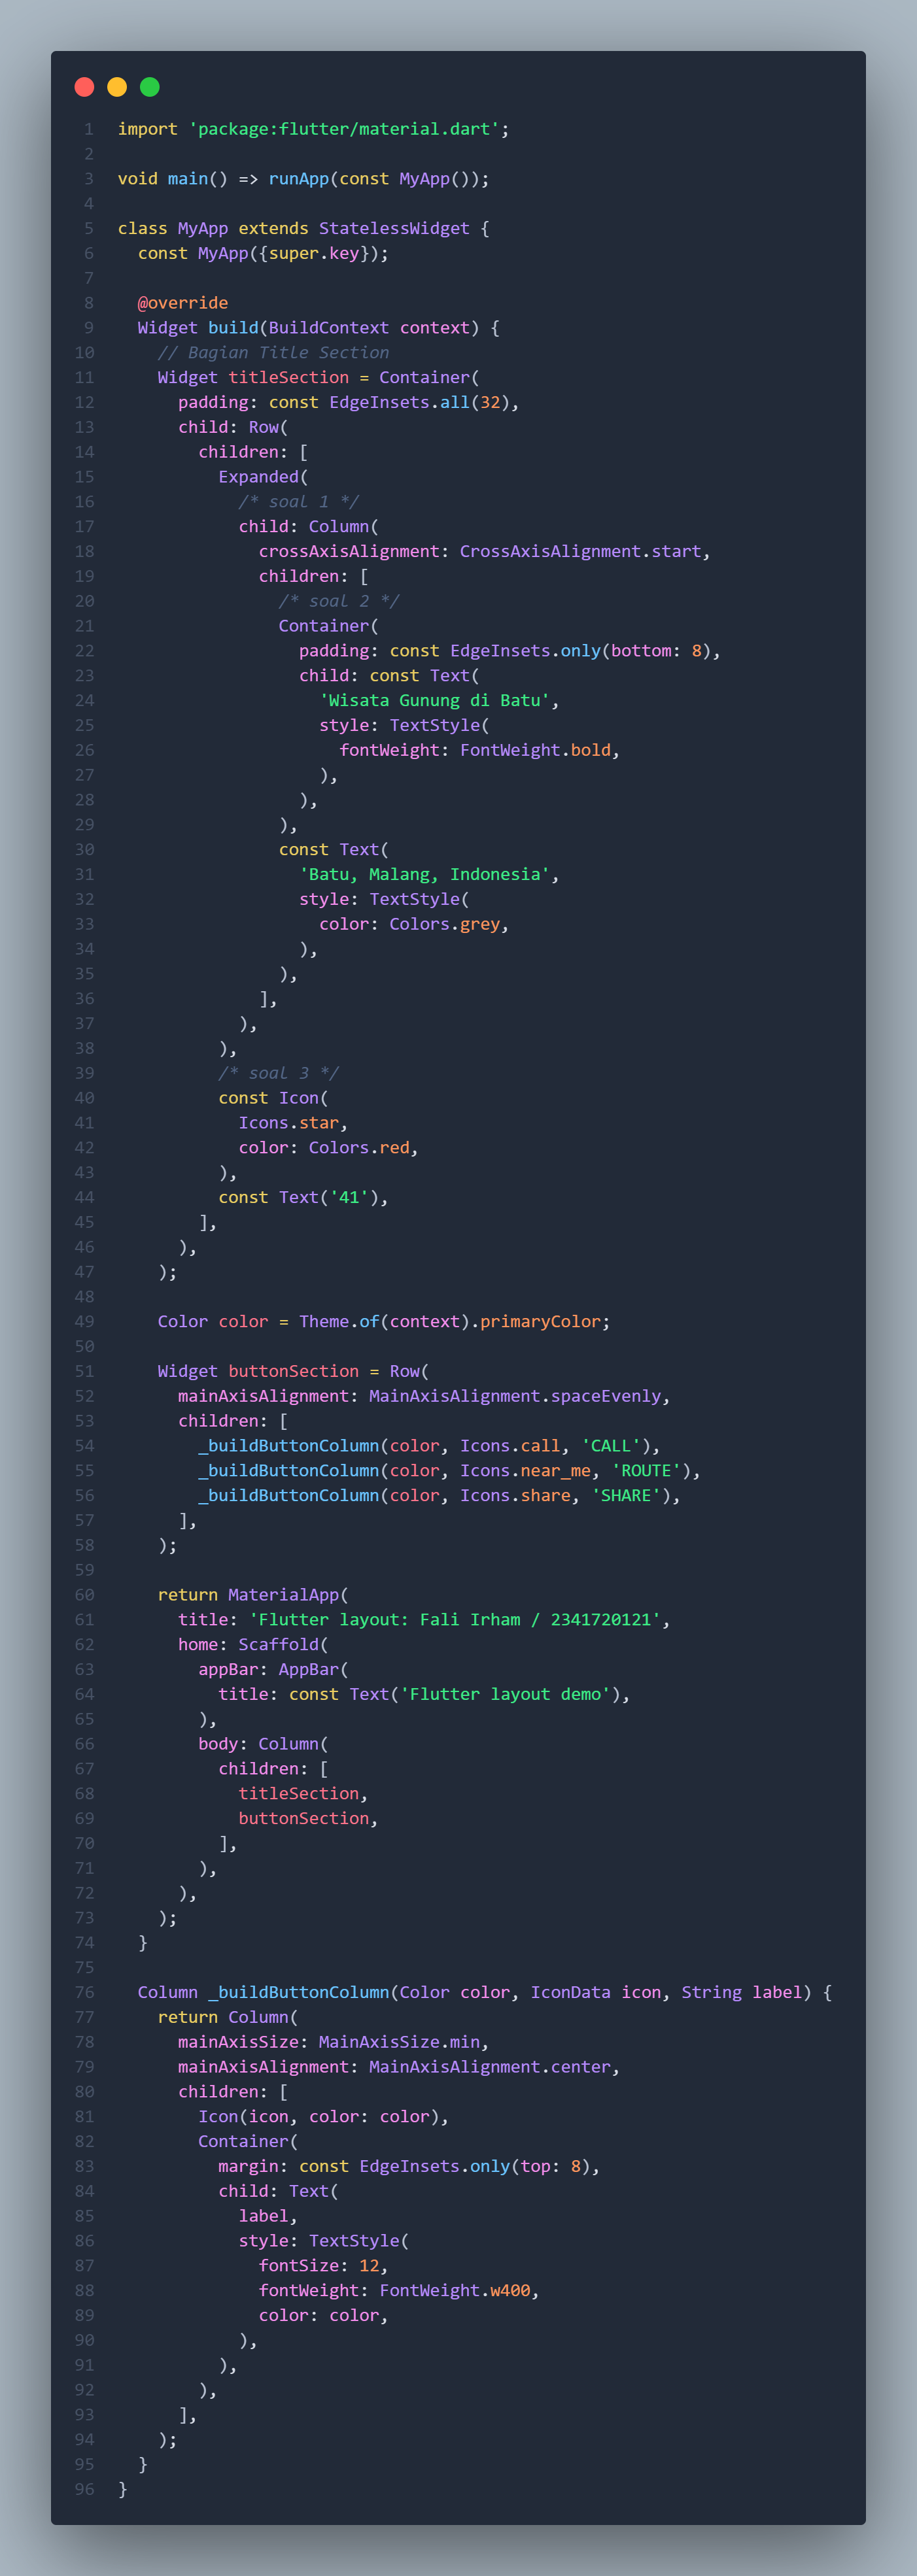 1 import 'package:flutter/material.dart';
2
3 void main() => runApp(const MyApp());
4
5 class MyApp extends StatelessWidget {
6   const MyApp({super.key});
7
8   @override
9   Widget build(BuildContext context) {
10     // Bagian Title Section
11     Widget titleSection = Container(
12       padding: const EdgeInsets.all(32),
13       child: Row(
14         children: [
15           Expanded(
16             /* soal 1 */
17             child: Column(
18               crossAxisAlignment: CrossAxisAlignment.start,
19               children: [
20                 /* soal 2 */
21                 Container(
22                   padding: const EdgeInsets.only(bottom: 8),
23                   child: const Text(
24                     'Wisata Gunung di Batu',
25                     style: TextStyle(
26                       fontWeight: FontWeight.bold,
27                     ),
28                   ),
29                 ),
30                 const Text(
31                   'Batu, Malang, Indonesia',
32                   style: TextStyle(
33                     color: Colors.grey,
34                   ),
35                 ),
36               ],
37             ),
38           ),
39           /* soal 3 */
40           const Icon(
41             Icons.star,
42             color: Colors.red,
43           ),
44           const Text('41'),
45         ],
46       ),
47     );
48
49     Color color = Theme.of(context).primaryColor;
50
51     Widget buttonSection = Row(
52       mainAxisAlignment: MainAxisAlignment.spaceEvenly,
53       children: [
54         _buildButtonColumn(color, Icons.call, 'CALL'),
55         _buildButtonColumn(color, Icons.near_me, 'ROUTE'),
56         _buildButtonColumn(color, Icons.share, 'SHARE'),
57       ],
58     );
59
60     return MaterialApp(
61       title: 'Flutter layout: Fali Irham / 2341720121',
62       home: Scaffold(
63         appBar: AppBar(
64           title: const Text('Flutter layout demo'),
65         ),
66         body: Column(
67           children: [
68             titleSection,
69             buttonSection,
70           ],
71         ),
72       ),
73     );
74   }
75
76   Column _buildButtonColumn(Color color, IconData icon, String label) {
77     return Column(
78       mainAxisSize: MainAxisSize.min,
79       mainAxisAlignment: MainAxisAlignment.center,
80       children: [
81         Icon(icon, color: color),
82         Container(
83           margin: const EdgeInsets.only(top: 8),
84           child: Text(
85             label,
86             style: TextStyle(
87               fontSize: 12,
88               fontWeight: FontWeight.w400,
89               color: color,
90             ),
91           ),
92         ),
93       ],
94     );
95   }
96 }